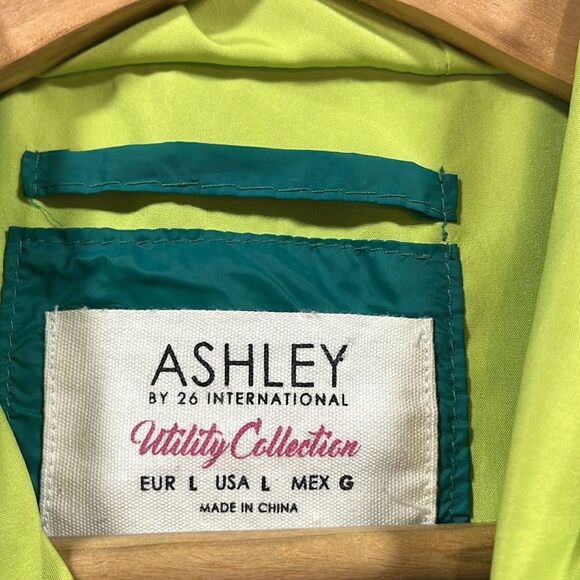 ASHLEY
BY 26 INTERNATIONAL
Utility Collection
EUR L USA L MEX G
MADE IN CHINA